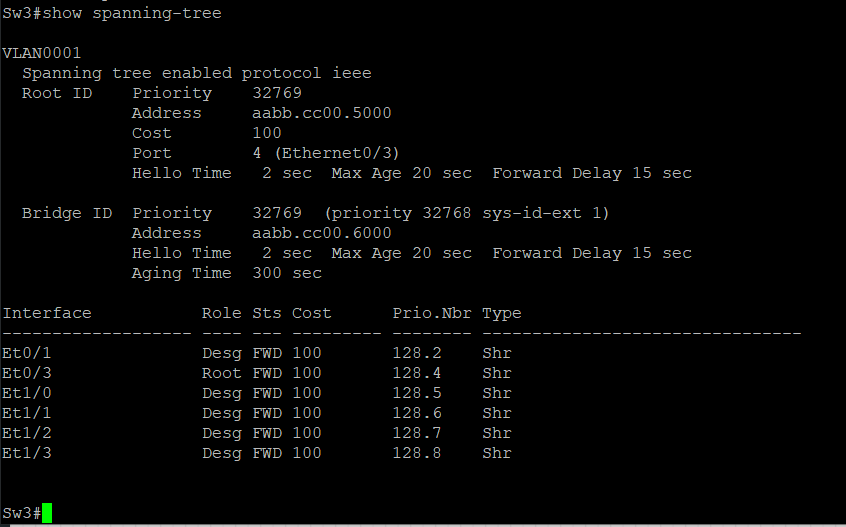 Sw3#show spanning-tree
VLAN0001
  Spanning tree enabled protocol ieee
  Root ID    Priority    32769
             Address     aabb.cc00.5000
             Cost        100
             Port        4 (Ethernet0/3)
             Hello Time   2 sec  Max Age 20 sec  Forward Delay 15 sec
  Bridge ID  Priority    32769  (priority 32768 sys-id-ext 1)
             Address     aabb.cc00.6000
             Hello Time   2 sec  Max Age 20 sec  Forward Delay 15 sec
             Aging Time  300 sec
Interface           Role Sts Cost      Prio.Nbr Type
------------------- ---- --- --------- -------- --------------------------------
Et0/1               Desg FWD 100       128.2    Shr
Et0/3               Root FWD 100       128.4    Shr
Et1/0               Desg FWD 100       128.5    Shr
Et1/1               Desg FWD 100       128.6    Shr
Et1/2               Desg FWD 100       128.7    Shr
Et1/3               Desg FWD 100       128.8    Shr
Sw3#